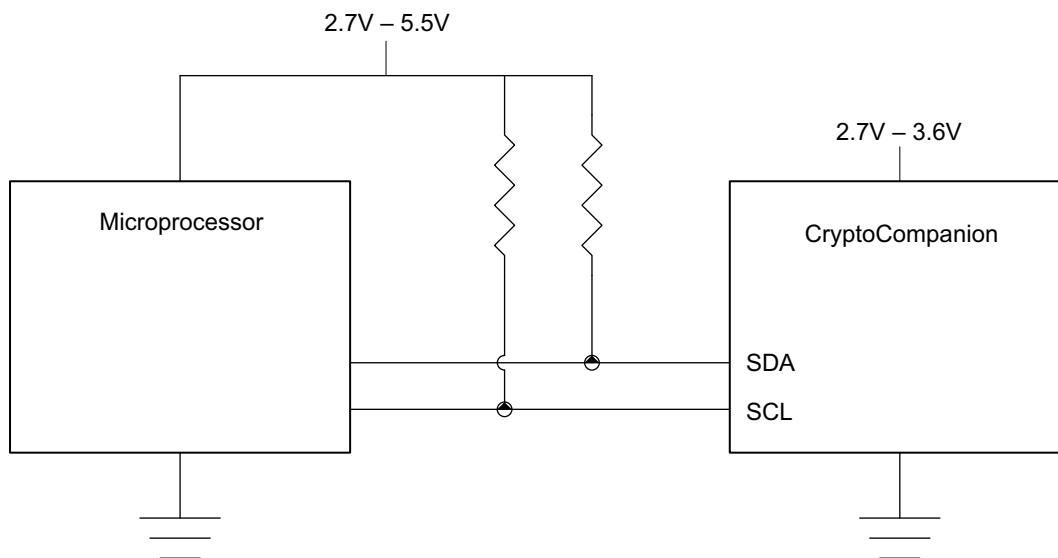 2.7V – 5.5V
2.7V – 3.6V
Microprocessor
CryptoCompanion
SDA
SCL